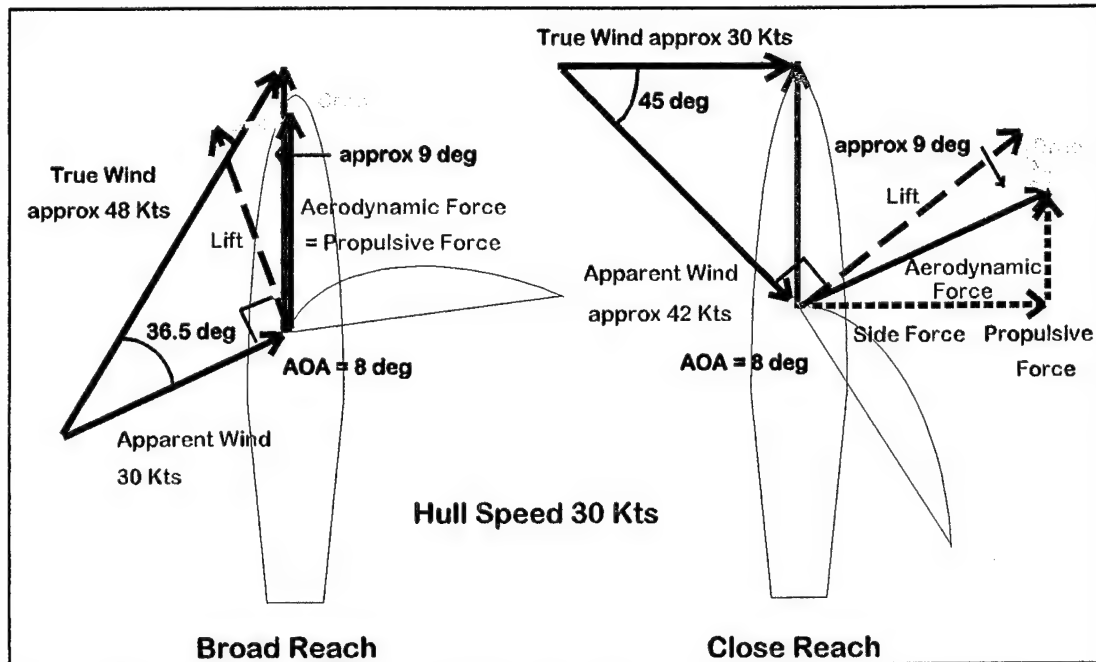 True Wind
approx 48 Kts
approx 9 deg
Aerodynamic Force
= Propulsive Force
Lift
36.5 deg
AOA = 8 deg
Apparent Wind
30 Kts
Broad Reach
True Wind approx 30 Kts
45 deg
approx 9 deg
Lift
Apparent Wind
approx 42 Kts
Aerodynamic
Force
Side Force
Propulsive
Force
AOA = 8 deg
Hull Speed 30 Kts
Close Reach